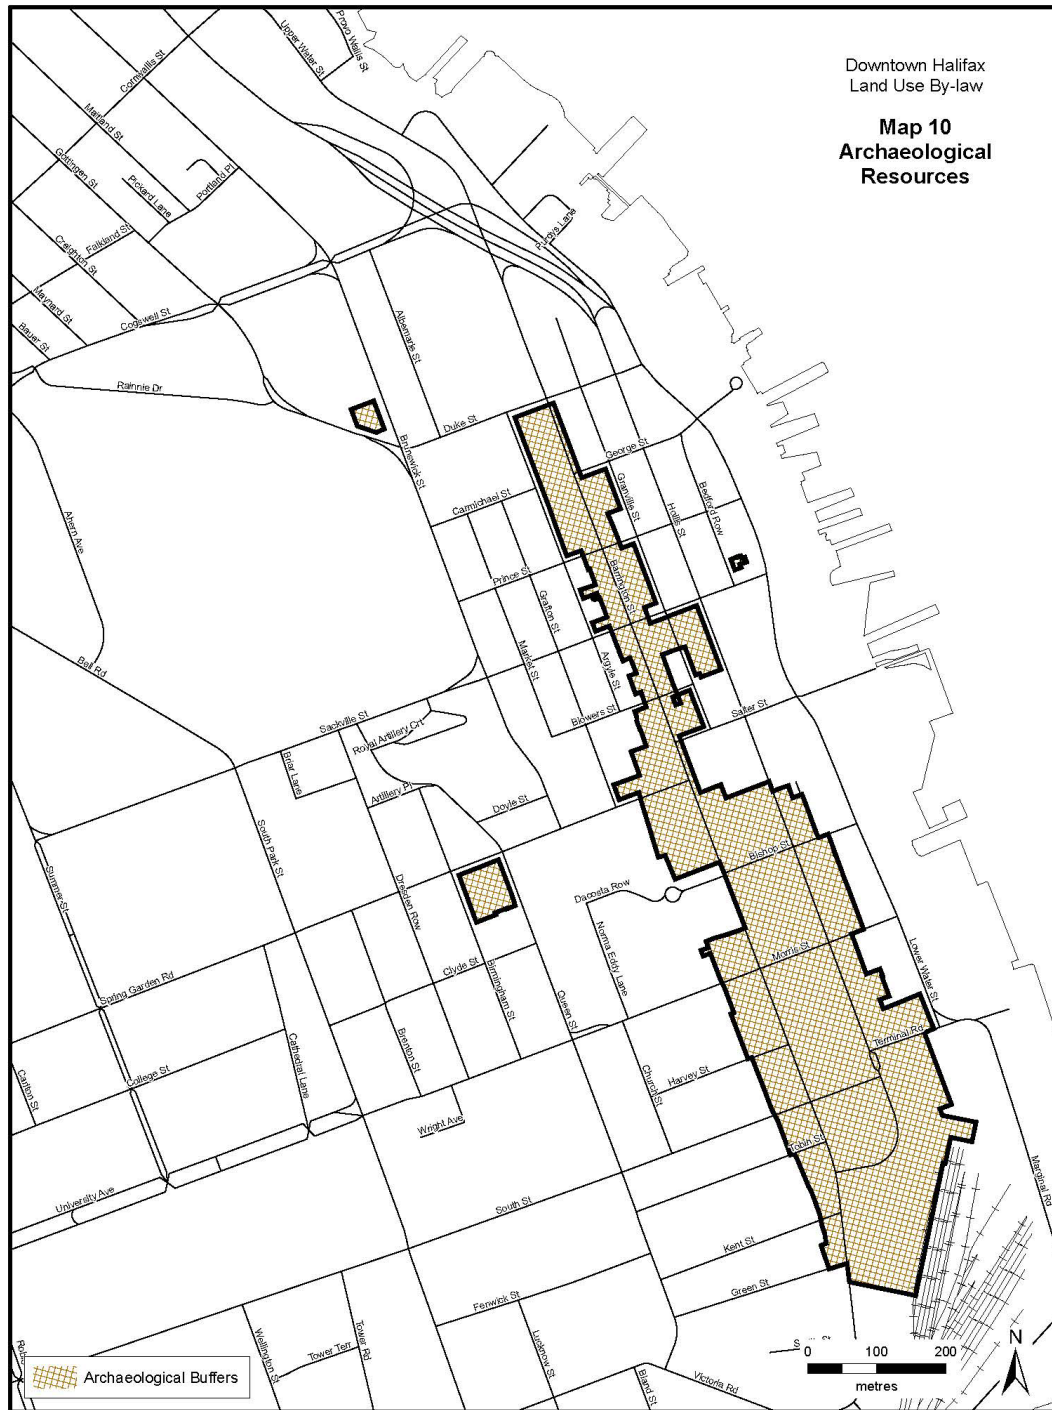 Downtown Halifax
Land Use By-law
Map 10
Archaeological
Resources
Provo Wallis St
Upper Water St
Cornwallis St
Maitland St
Gottingen St
Pickard Lane
Portland Pl
Falkland St
Creighton St
Maynard St
Bauer St
Cogswell St
Rainnie Dr
Purdys Lane
Albemarle St
Duke St
Brunswick St
George St
Carmichael St
Granville St
Hollis St
Bedford Row
Ahern Ave
Prince St
Barrington St
Grafton St
Market St
Argyle St
Bell Rd
Blowers St
Salter St
Sackville St
Royal Artillery Crt
Briar Lane
Artillery Pl
Doyle St
South Park St
Bishop St
Summer St
Dresden Row
Dacosta Row
Norma Eddy Lane
Morris St
Lower Water St
Spring Garden Rd
Clyde St
Birmingham St
Queen St
Terminal Rd
College St
Cathedral Lane
Brenton St
Church St
Harvey St
Carlton St
Wright Ave
Tobin St
Marginal Rd
University Ave
South St
Kent St
Green St
Fenwick St
Tower Rd
Tower Terr
Wellington St
Lucknow St
Bland St
Victoria Rd
N
0 100 200
metres
Archaeological Buffers